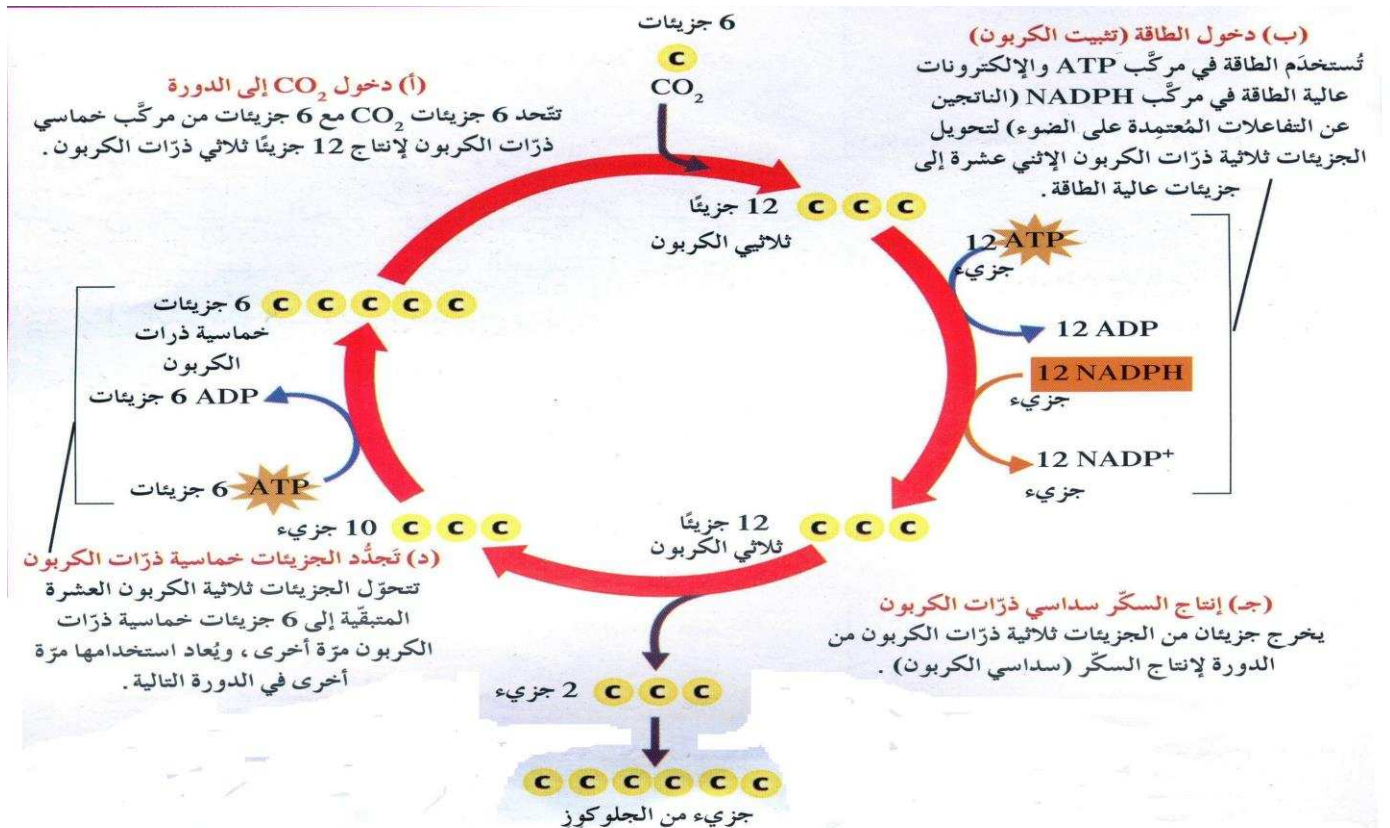 6 جزيئات
C
CO₂
(أ) دخول CO₂ إلى الدورة
تتّحد 6 جزيئات CO₂ مع 6 جزيئات من مركَّب خماسي
ذرّات الكربون لإنتاج 12 جزيئًا ثلاثي ذرّات الكربون.
(ب) دخول الطاقة (تثبيت الكربون)
تُستخدَم الطاقة في مركَّب ATP والإلكترونات
عالية الطاقة في مركَّب NADPH (الناتجين
عن التفاعلات المُعتمِدة على الضوء) لتحويل
الجزيئات ثلاثية ذرّات الكربون الإثني عشرة إلى
جزيئات عالية الطاقة.
12 جزيئًا C C C
ثلاثيي الكربون
12 ATP
جزيء
12 ADP
12 NADPH
جزيء
12 NADP⁺
جزيء
12 جزيئًا C C C
ثلاثي الكربون
(جـ) إنتاج السكّر سداسي ذرّات الكربون
يخرج جزيئان من الجزيئات ثلاثية ذرّات الكربون من
الدورة لإنتاج السكّر (سداسي الكربون).
2 جزيء C C C
C C C C C C
جزيء من الجلوكوز
10 جزيء C C C
(د) تَجدُّد الجزيئات خماسية ذرّات الكربون
تتحوّل الجزيئات ثلاثية الكربون العشرة
المتبقّية إلى 6 جزيئات خماسية ذرّات
الكربون مرّة أخرى، ويُعاد استخدامها مرّة
أخرى في الدورة التالية.
6 جزيئات ATP
6 جزيئات ADP
6 جزيئات C C C C C
خماسية ذرات
الكربون